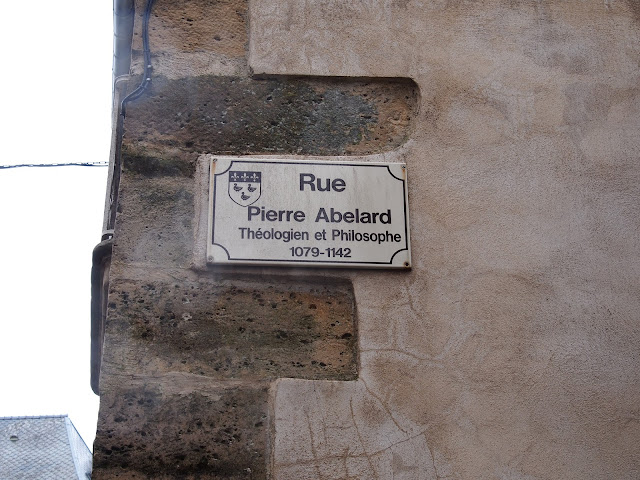 Rue
Pierre Abelard
Théologien et Philosophe
1079-1142